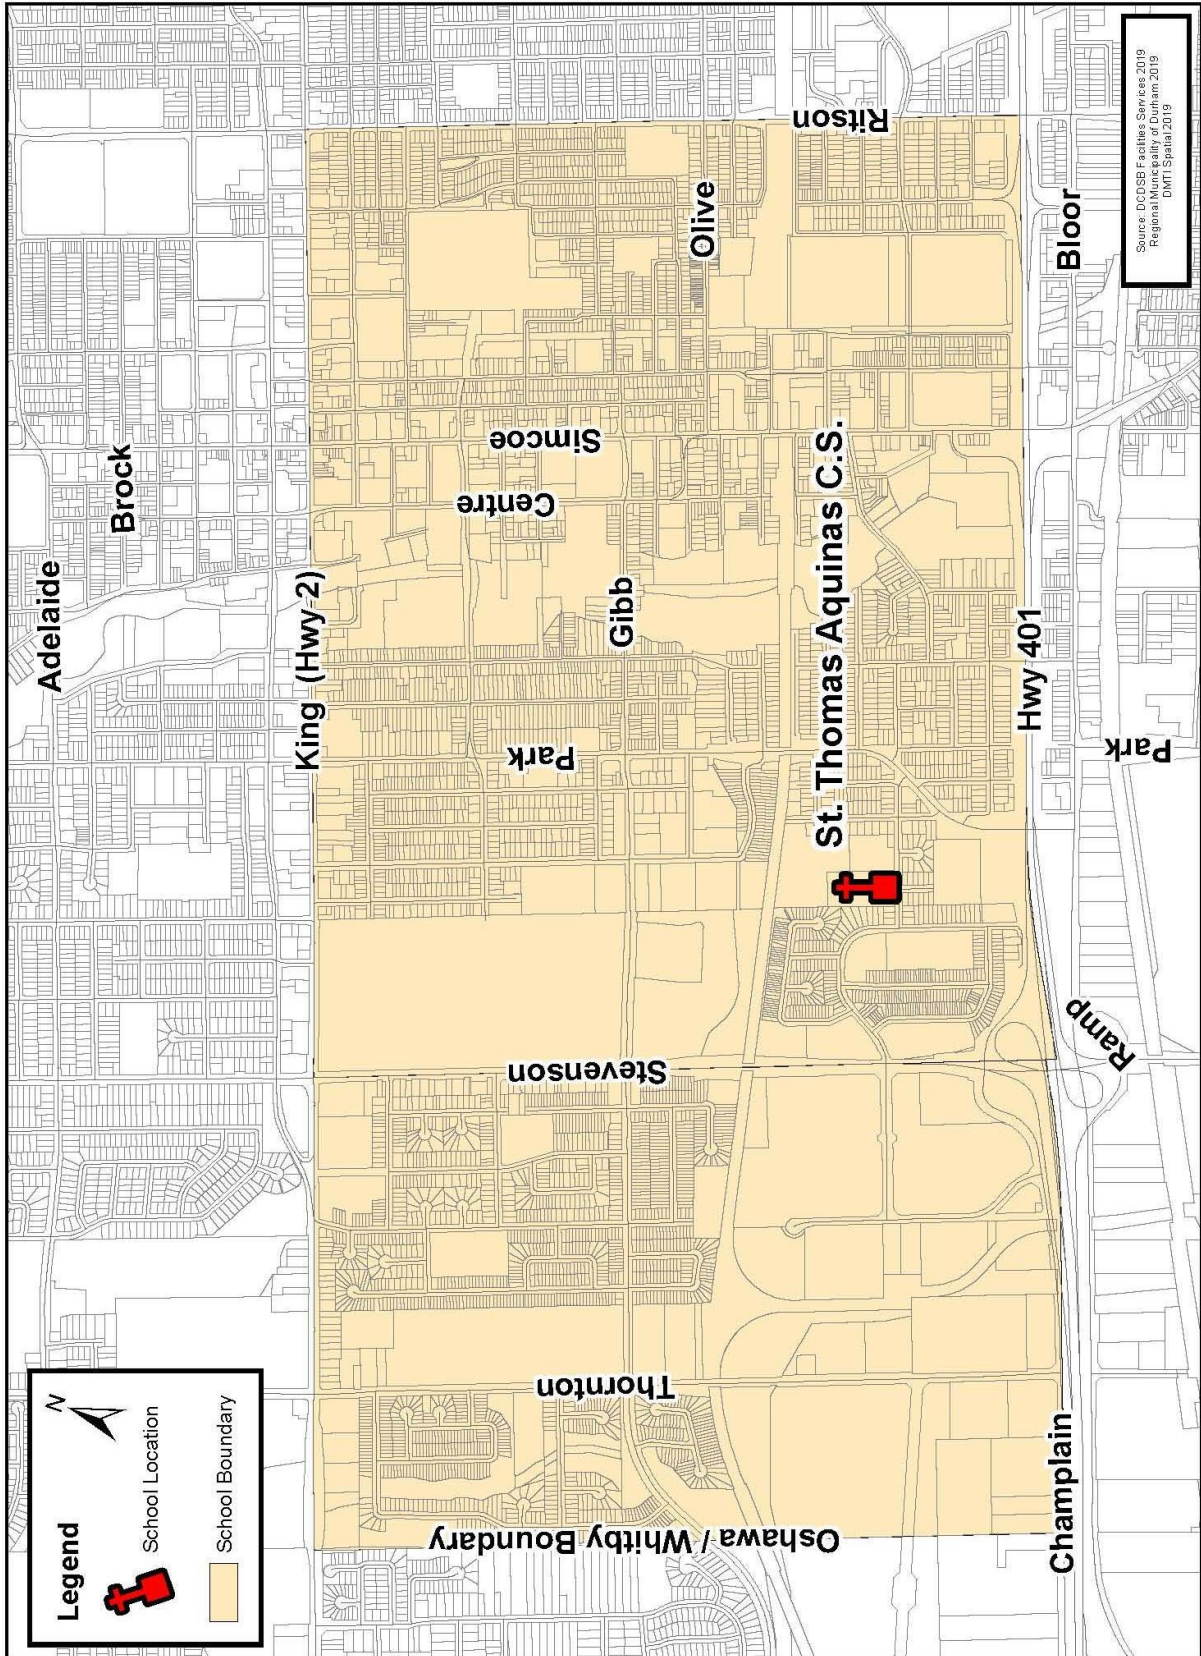 Legend
N
School Location
School Boundary
Adelaide
Brock
King (Hwy 2)
Centre
Simcoe
Ritson
Olive
Gibb
Park
Stevenson
Thornton
Oshawa / Whitby Boundary
St. Thomas Aquinas C.S.
Hwy 401
Bloor
Champlain
Ramp
Park
Source: DCDSB Facilities Services 2019
Regional Municipality of Durham 2019
DMTI Spatial 2019